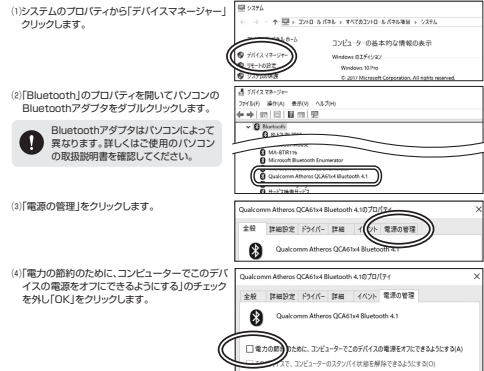 (1)システムのプロパティから「デバイスマネージャー」
クリックします。
システム
コントロール パネル › すべてのコントロール パネル項目 › システム
コンピューターの基本的な情報の表示
デバイス マネージャー
Windows のエディション
リモートの設定
Windows 10 Pro
システムの保護
© 2017 Microsoft Corporation. All rights reserved.
(2)「Bluetooth」のプロパティを開いてパソコンの
Bluetoothアダプタをダブルクリックします。
Bluetoothアダプタはパソコンによって
異なります。詳しくはご使用のパソコン
の取扱説明書を確認してください。
デバイス マネージャー
ファイル(F) 操作(A) 表示(V) ヘルプ(H)
Bluetooth
MA-BTIR116
Microsoft Bluetooth Enumerator
Qualcomm Atheros QCA61x4 Bluetooth 4.1
(3)「電源の管理」をクリックします。
Qualcomm Atheros QCA61x4 Bluetooth 4.1のプロパティ ×
全般 詳細設定 ドライバー 詳細 イベント 電源の管理
Qualcomm Atheros QCA61x4 Bluetooth 4.1
(4)「電力の節約のために、コンピューターでこのデバ
イスの電源をオフにできるようにする」のチェック
を外し「OK」をクリックします。
Qualcomm Atheros QCA61x4 Bluetooth 4.1のプロパティ ×
全般 詳細設定 ドライバー 詳細 イベント 電源の管理
Qualcomm Atheros QCA61x4 Bluetooth 4.1
電力の節約のために、コンピューターでこのデバイスの電源をオフにできるようにする(A)
このデバイスで、コンピューターのスタンバイ状態を解除できるようにする(O)